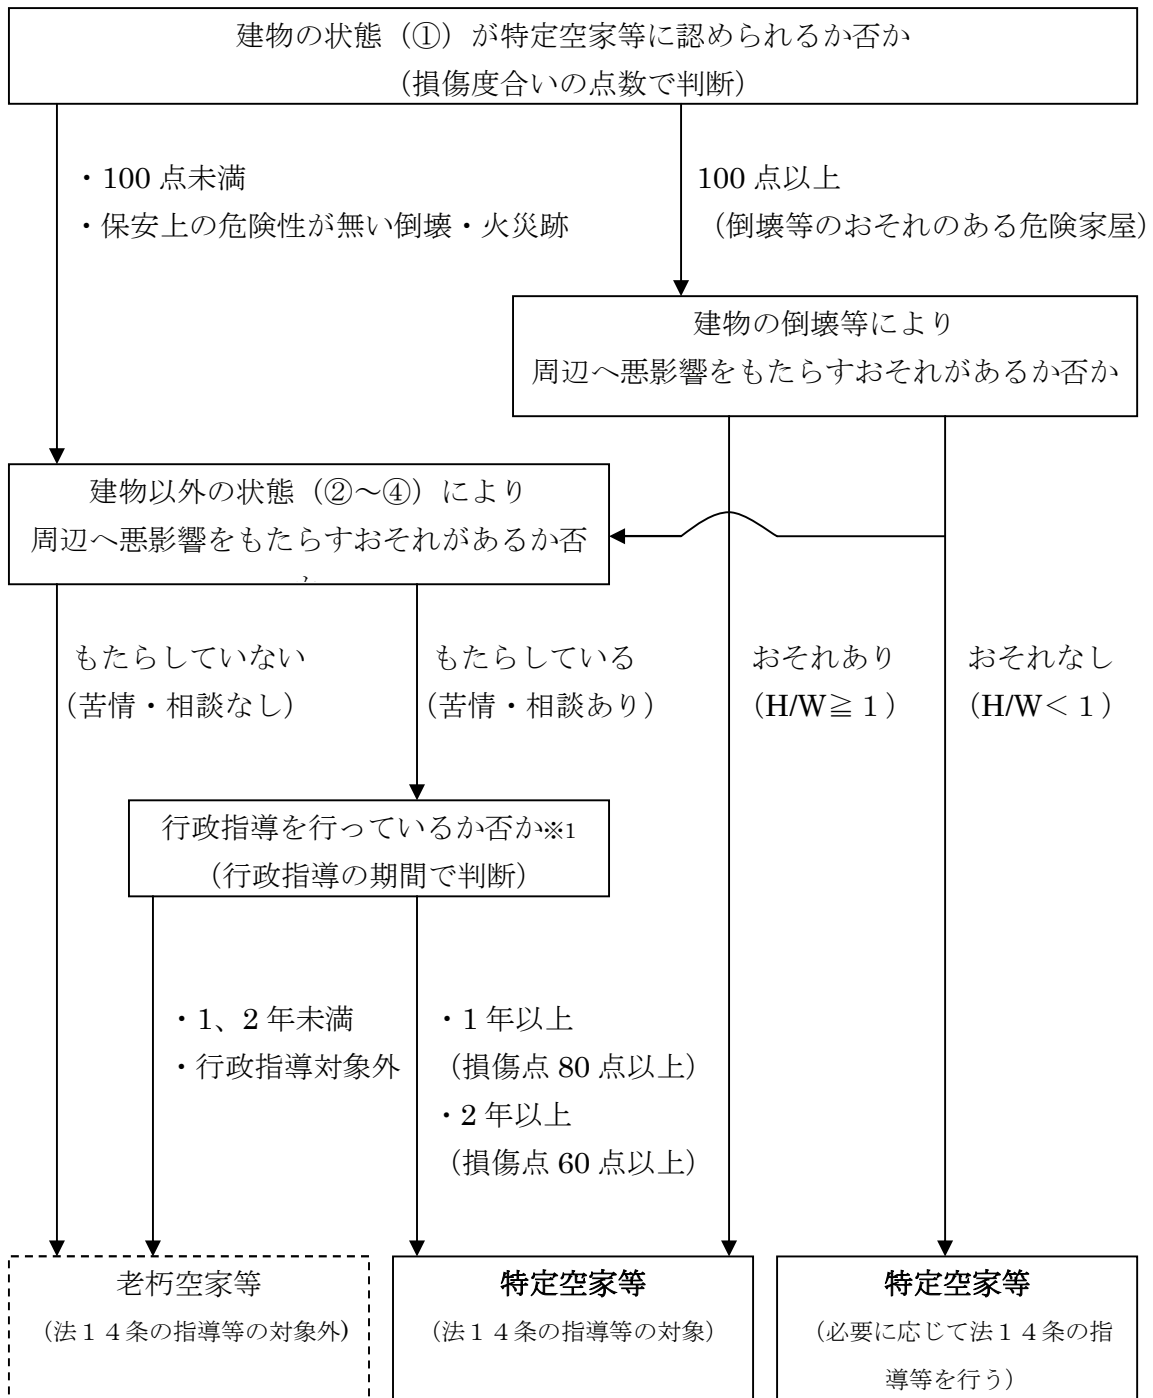 建物の状態（①）が特定空家等に認められるか否か
（損傷度合いの点数で判断）
・100 点未満
・保安上の危険性が無い倒壊・火災跡
100 点以上
（倒壊等のおそれのある危険家屋）
建物の倒壊等により
周辺へ悪影響をもたらすおそれがあるか否か
建物以外の状態（②～④）により
周辺へ悪影響をもたらすおそれがあるか否
もたらしていない
（苦情・相談なし）
もたらしている
（苦情・相談あり）
おそれあり
（H/W≧１）
おそれなし
（H/W＜１）
行政指導を行っているか否か※1
（行政指導の期間で判断）
・1、2 年未満
・行政指導対象外
・1 年以上
（損傷点 80 点以上）
・2 年以上
（損傷点 60 点以上）
老朽空家等
（法１４条の指導等の対象外）
特定空家等
（法１４条の指導等の対象）
特定空家等
（必要に応じて法１４条の指
導等を行う）